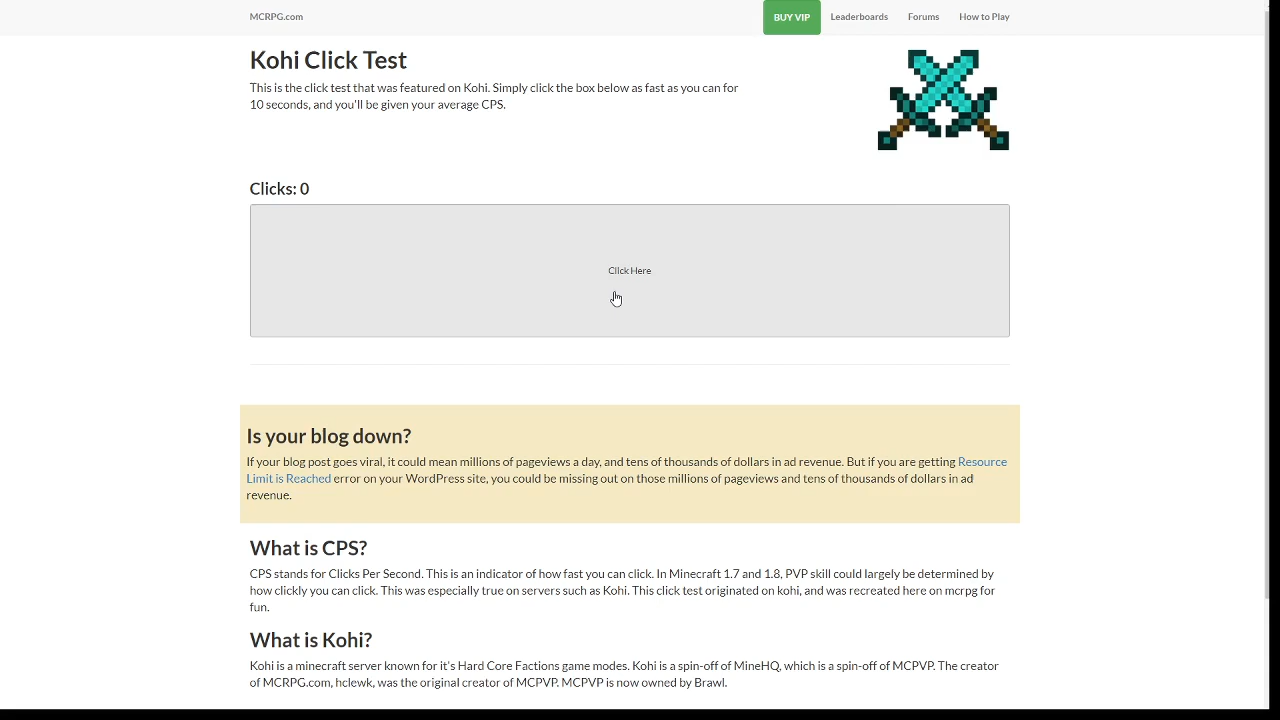 MCRPG.com
BUY VIP
Leaderboards
Forums
How to Play
Kohi Click Test
This is the click test that was featured on Kohi. Simply click the box below as fast as you can for
10 seconds, and you'll be given your average CPS.
Clicks: 0
Click Here
Is your blog down?
If your blog post goes viral, it could mean millions of pageviews a day, and tens of thousands of dollars in ad revenue. But if you are getting Resource
Limit is Reached error on your WordPress site, you could be missing out on those millions of pageviews and tens of thousands of dollars in ad
revenue.
What is CPS?
CPS stands for Clicks Per Second. This is an indicator of how fast you can click. In Minecraft 1.7 and 1.8, PVP skill could largely be determined by
how clickly you can click. This was especially true on servers such as Kohi. This click test originated on kohi, and was recreated here on mcrpg for
fun.
What is Kohi?
Kohi is a minecraft server known for it's Hard Core Factions game modes. Kohi is a spin-off of MineHQ, which is a spin-off of MCPVP. The creator
of MCRPG.com, hclewk, was the original creator of MCPVP. MCPVP is now owned by Brawl.